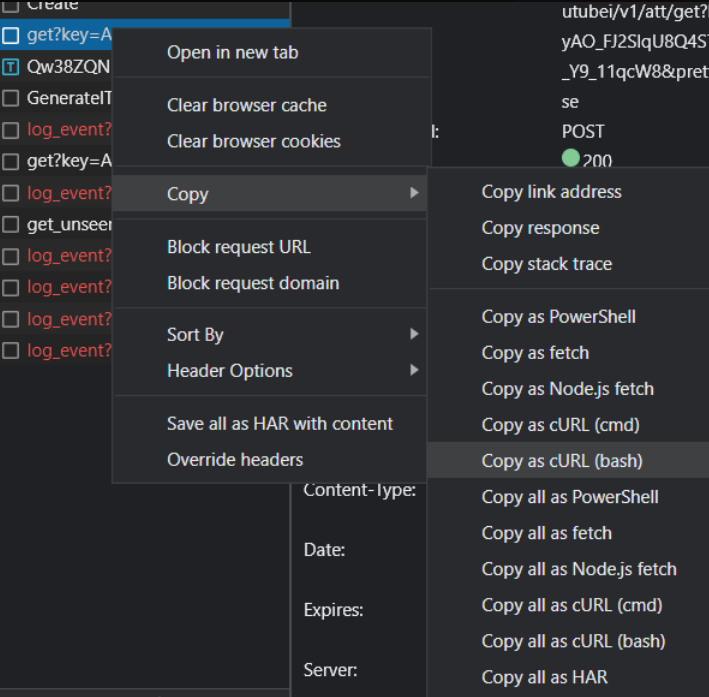 Create
get?key=A
Qw38ZQN
GenerateIT
log_event?
get?key=A
log_event?
get_unseen
log_event?
log_event?
log_event?
log_event?
Open in new tab
Clear browser cache
Clear browser cookies
Copy
Block request URL
Block request domain
Sort By
Header Options
Save all as HAR with content
Override headers
utubei/v1/att/get?
yAO_FJ2SlqU8Q4S
_Y9_11qcW8&pret
se
l:
POST
200
Copy link address
Copy response
Copy stack trace
Copy as PowerShell
Copy as fetch
Copy as Node.js fetch
Copy as cURL (cmd)
Copy as cURL (bash)
Copy all as PowerShell
Copy all as fetch
Copy all as Node.js fetch
Copy all as cURL (cmd)
Copy all as cURL (bash)
Copy all as HAR
Content-Type:
Date:
Expires:
Server: